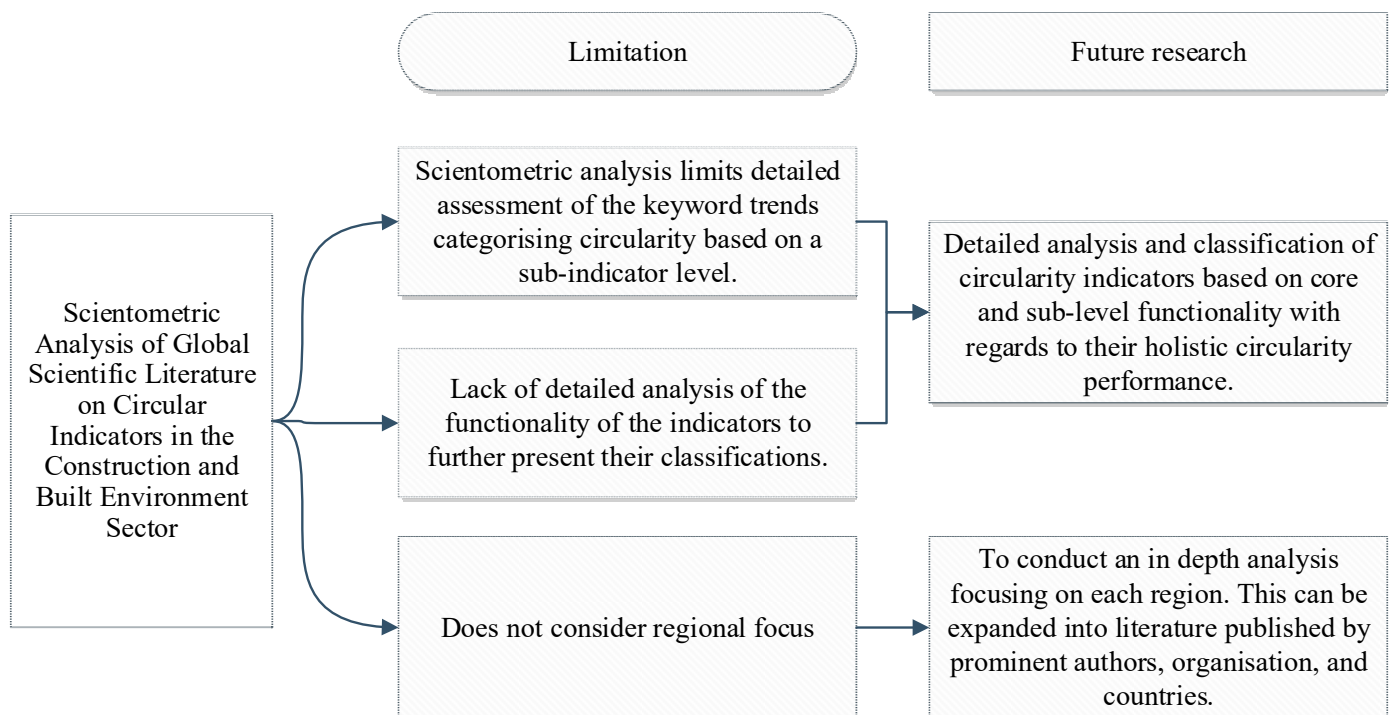 Limitation
Future research
Scientometric
Analysis of Global
Scientific Literature
on Circular
Indicators in the
Construction and
Built Environment
Sector
Scientometric analysis limits detailed
assessment of the keyword trends
categorising circularity based on a
sub-indicator level.
Lack of detailed analysis of the
functionality of the indicators to
further present their classifications.
Does not consider regional focus
Detailed analysis and classification of
circularity indicators based on core
and sub-level functionality with
regards to their holistic circularity
performance.
To conduct an in depth analysis
focusing on each region. This can be
expanded into literature published by
prominent authors, organisation, and
countries.